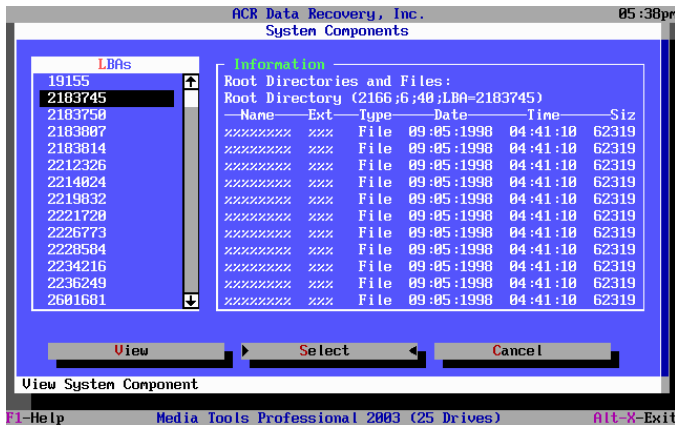 ACR Data Recovery, Inc. 05:38pm
System Components
LBAs
19155
2183745
2183750
2183807
2183814
2212326
2214024
2219832
2221720
2226773
2228584
2234216
2236249
2601681
Information
Root Directories and Files:
Root Directory (2166;6;40;LBA=2183745)
Name Ext Type Date Time Siz
xxxxxxxx xxx File 09:05:1998 04:41:10 62319
xxxxxxxx xxx File 09:05:1998 04:41:10 62319
xxxxxxxx xxx File 09:05:1998 04:41:10 62319
xxxxxxxx xxx File 09:05:1998 04:41:10 62319
xxxxxxxx xxx File 09:05:1998 04:41:10 62319
xxxxxxxx xxx File 09:05:1998 04:41:10 62319
xxxxxxxx xxx File 09:05:1998 04:41:10 62319
xxxxxxxx xxx File 09:05:1998 04:41:10 62319
xxxxxxxx xxx File 09:05:1998 04:41:10 62319
xxxxxxxx xxx File 09:05:1998 04:41:10 62319
xxxxxxxx xxx File 09:05:1998 04:41:10 62319
View Select Cancel
View System Component
F1-Help Media Tools Professional 2003 (25 Drives) Alt-X-Exit